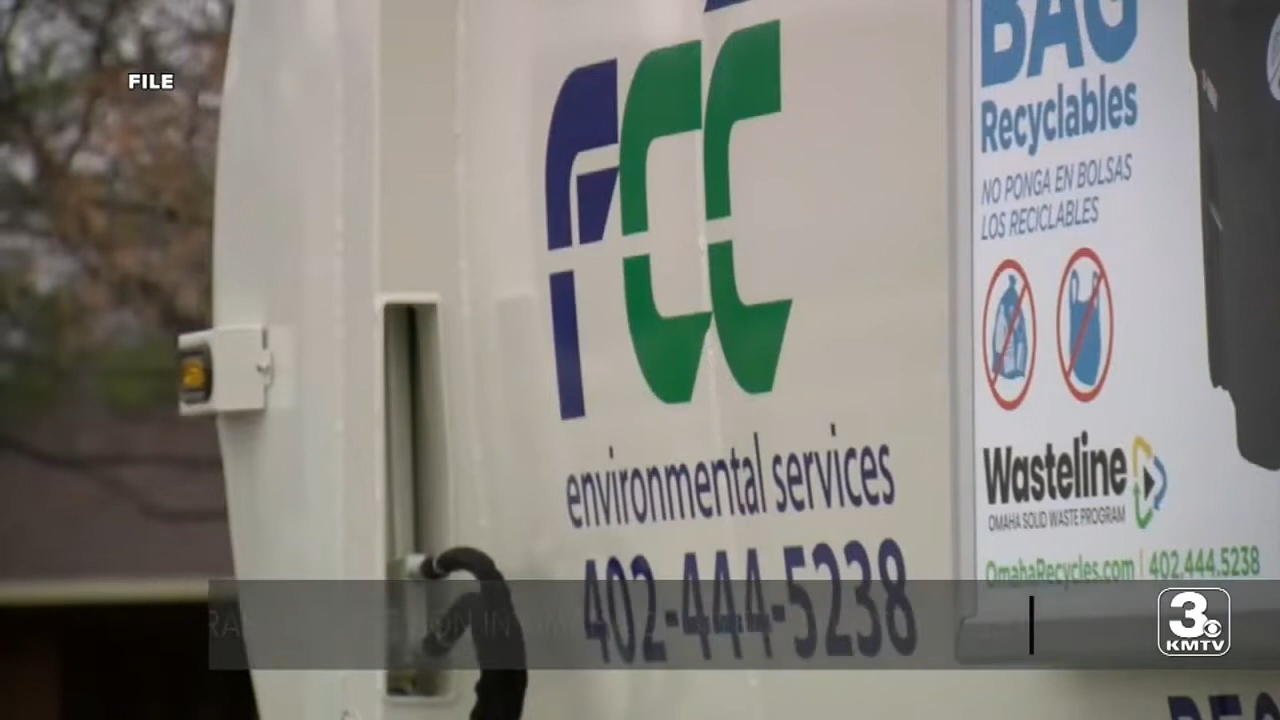 FILE
FCC
environmental services
402-444-5238
BAG
Recyclables
NO PONGA EN BOLSAS
LOS RECICLABLES
Wasteline
OMAHA SOLID WASTE PROGRAM
OmahaRecycles.com | 402.444.5238
3
KMTV